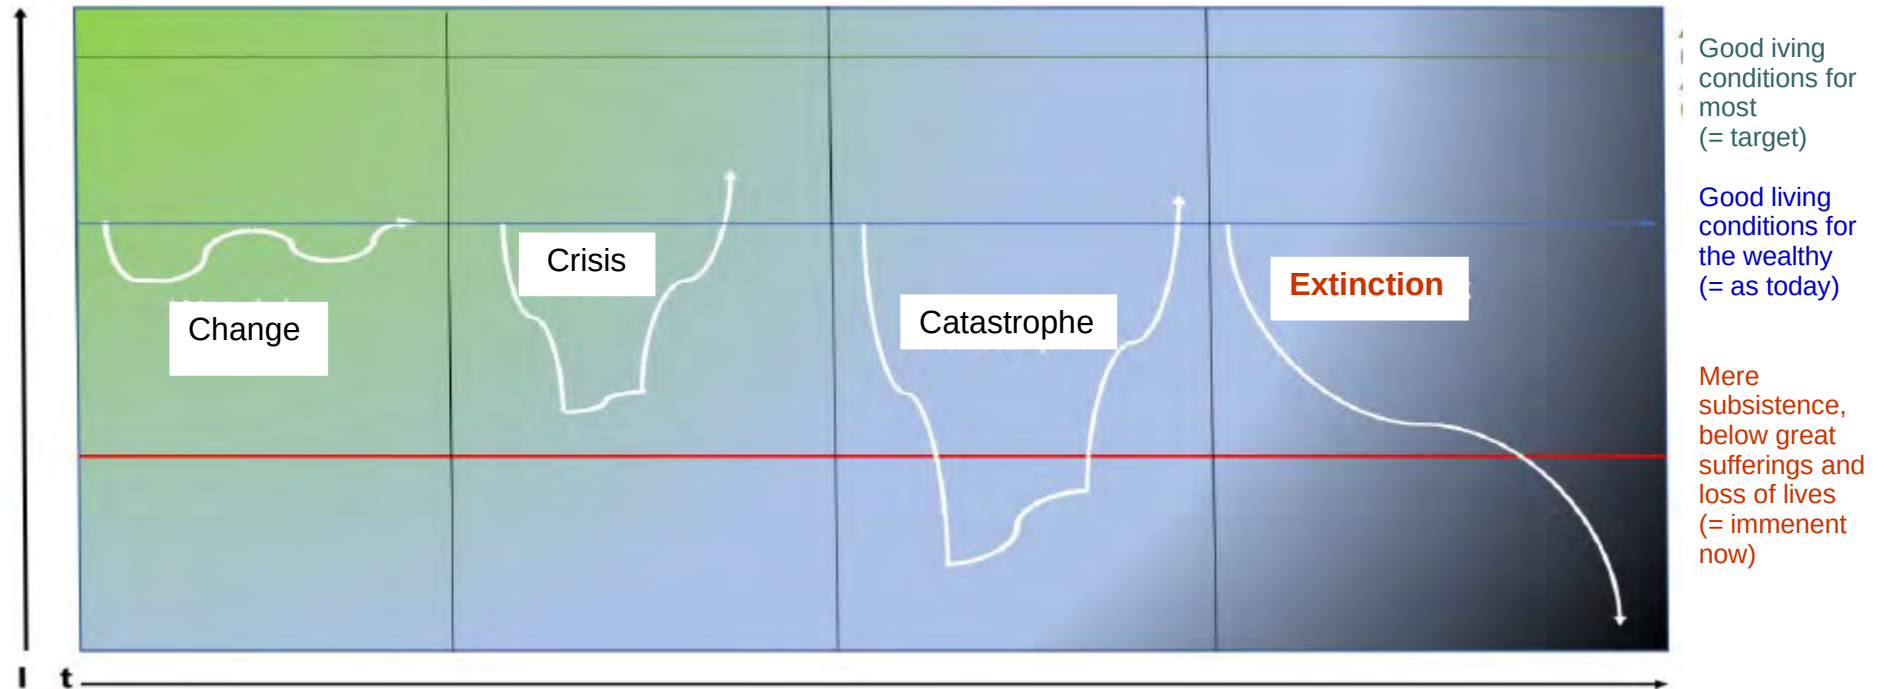 Change
Crisis
Catastrophe
Extinction
Good iving
conditions for
most
(= target)
Good living
conditions for
the wealthy
(= as today)
Mere
subsistence,
below great
sufferings and
loss of lives
(= immenent
now)
I t